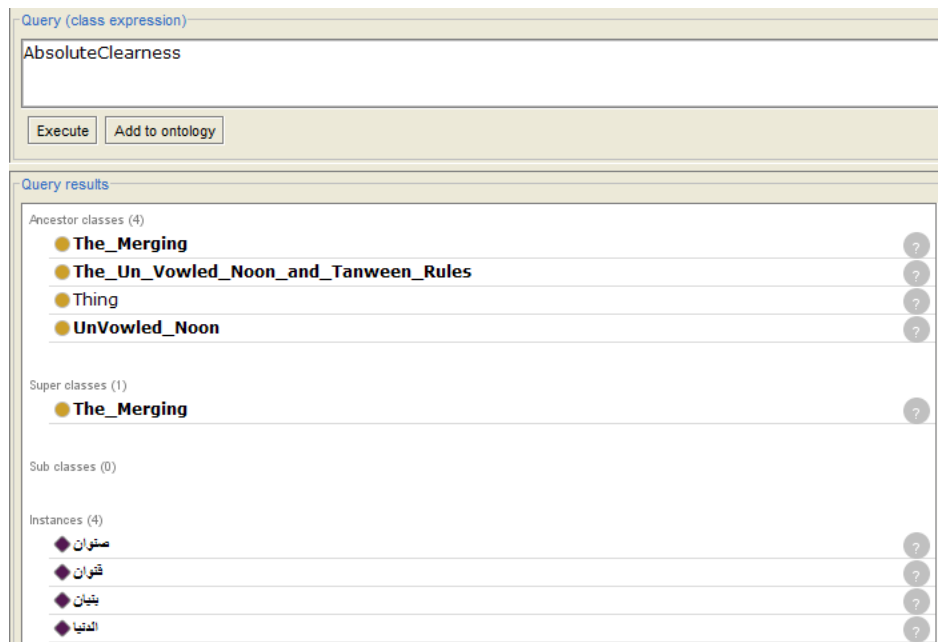 Query (class expression)
AbsoluteClearness
Execute Add to ontology
Query results
Ancestor classes (4)
The_Merging ?
The_Un_Vowled_Noon_and_Tanween_Rules ?
Thing ?
UnVowled_Noon ?
Super classes (1)
The_Merging ?
Sub classes (0)
Instances (4)
صنوان ?
قنوان ?
بنيان ?
الدنيا ?